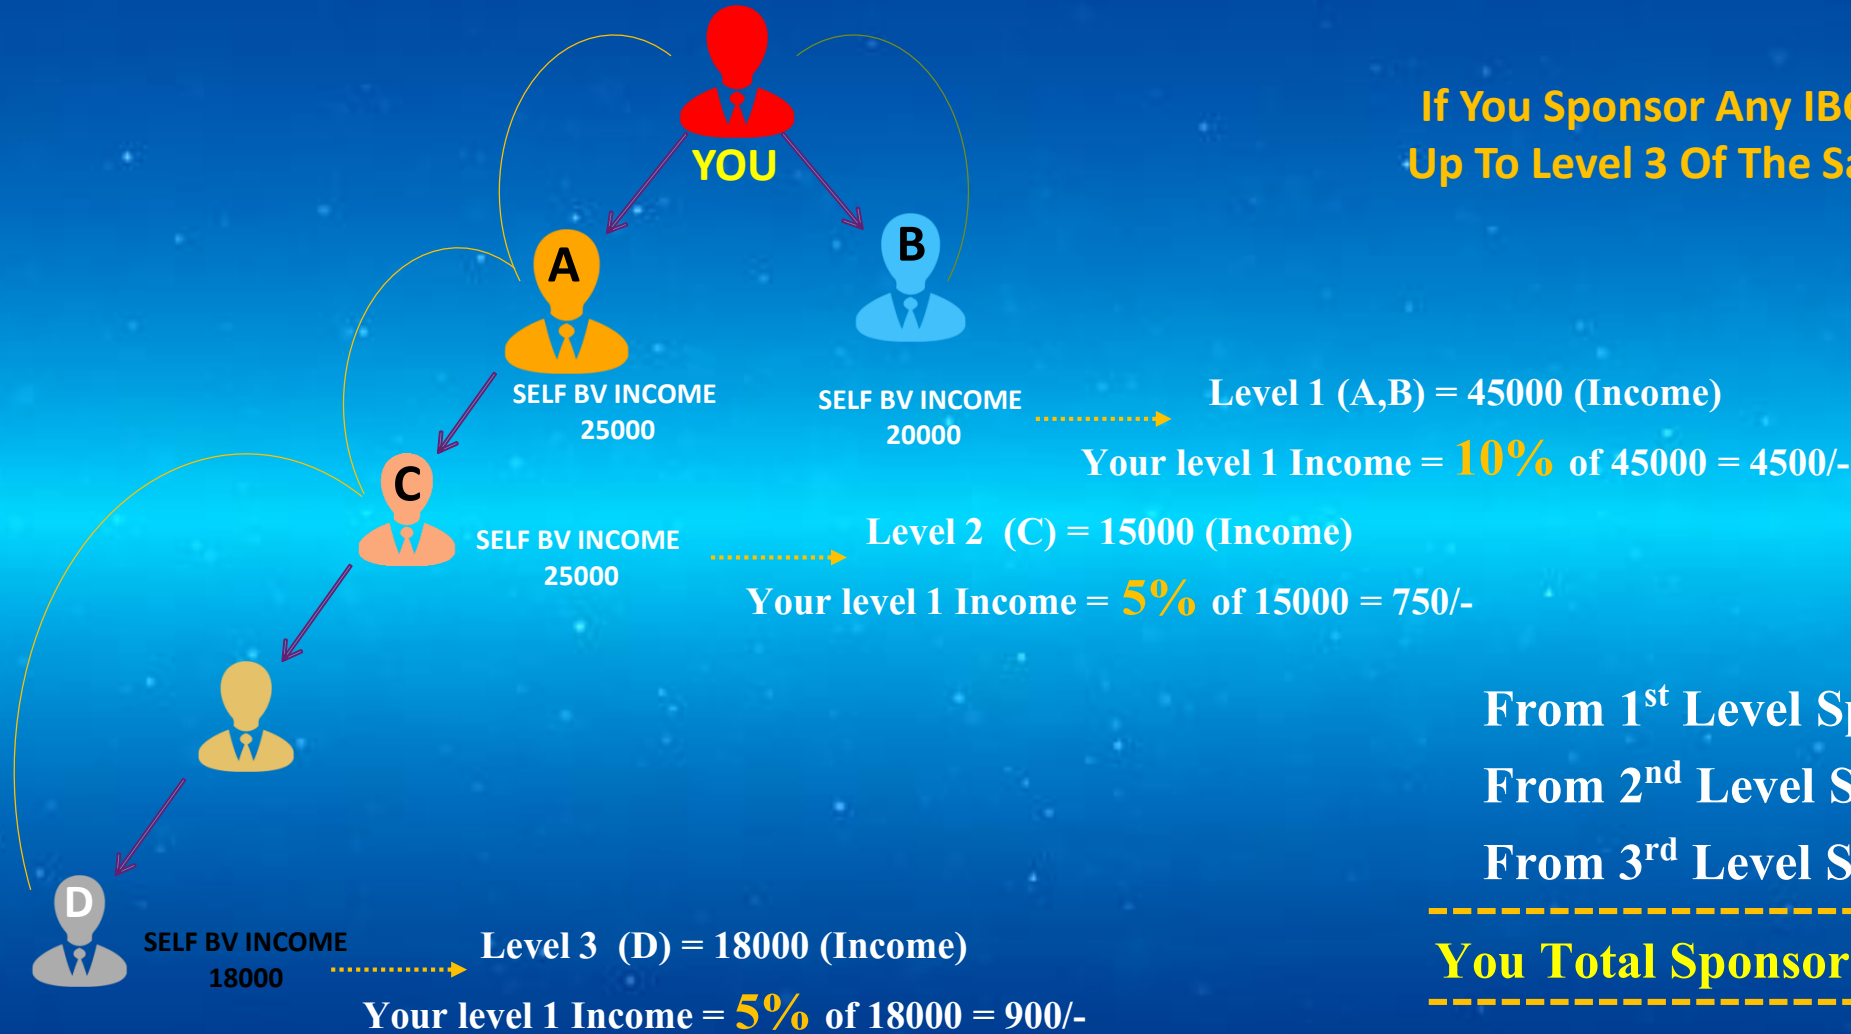 YOU
If You Sponsor Any
Up To Level 3 Of The
A
B
SELF BV INCOME
25000
SELF BV INCOME
20000
Level 1 (A,B) = 45000 (Income)
Your level 1 Income = 10% of 45000 = 4500/-
C
SELF BV INCOME
25000
Level 2 (C) = 15000 (Income)
Your level 1 Income = 5% of 15000 = 750/-
From 1st Level
From 2nd Level
From 3rd Level
D
SELF BV INCOME
18000
Level 3 (D) = 18000 (Income)
Your level 1 Income = 5% of 18000 = 900/-
You Total Sponsor